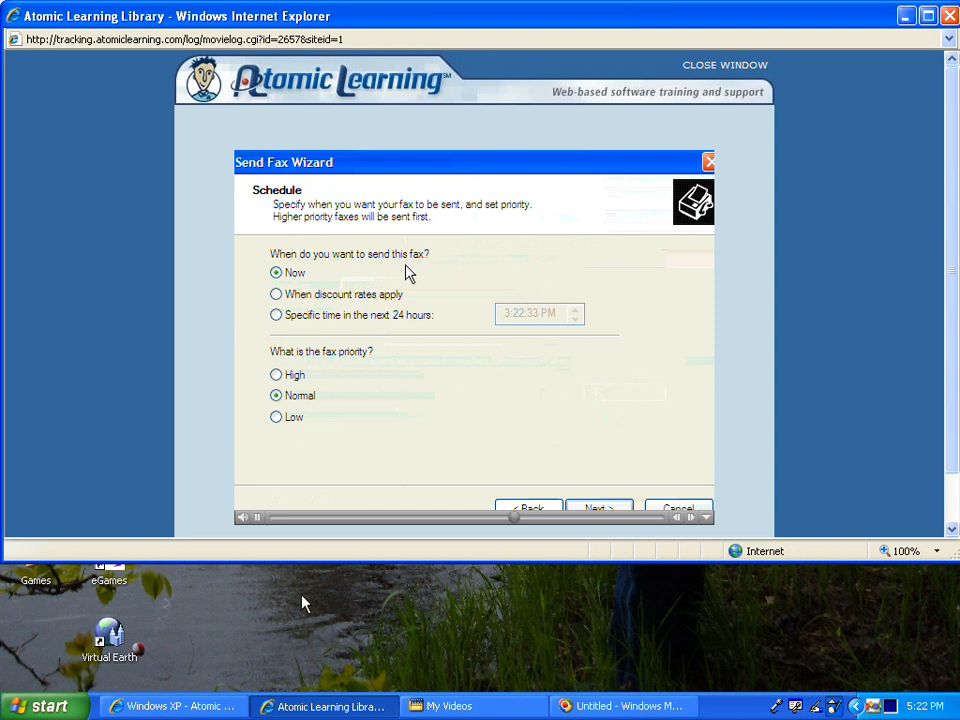 Atomic Learning Library - Windows Internet Explorer
http://tracking.atomiclearning.com/log/movielog.cgi?id=2657&siteid=1
CLOSE WINDOW
Atomic Learning SM
Web-based software training and support
Send Fax Wizard
Schedule
Specify when you want your fax to be sent, and set priority.
Higher priority faxes will be sent first.
When do you want to send this fax?
Now
When discount rates apply
Specific time in the next 24 hours:
3:22:33 PM
What is the fax priority?
High
Normal
Low
< Back
Next >
Cancel
Internet
100%
Games
eGames
Virtual Earth
start
Windows XP - Atomic ...
Atomic Learning Libra...
My Videos
Untitled - Windows M...
5:22 PM